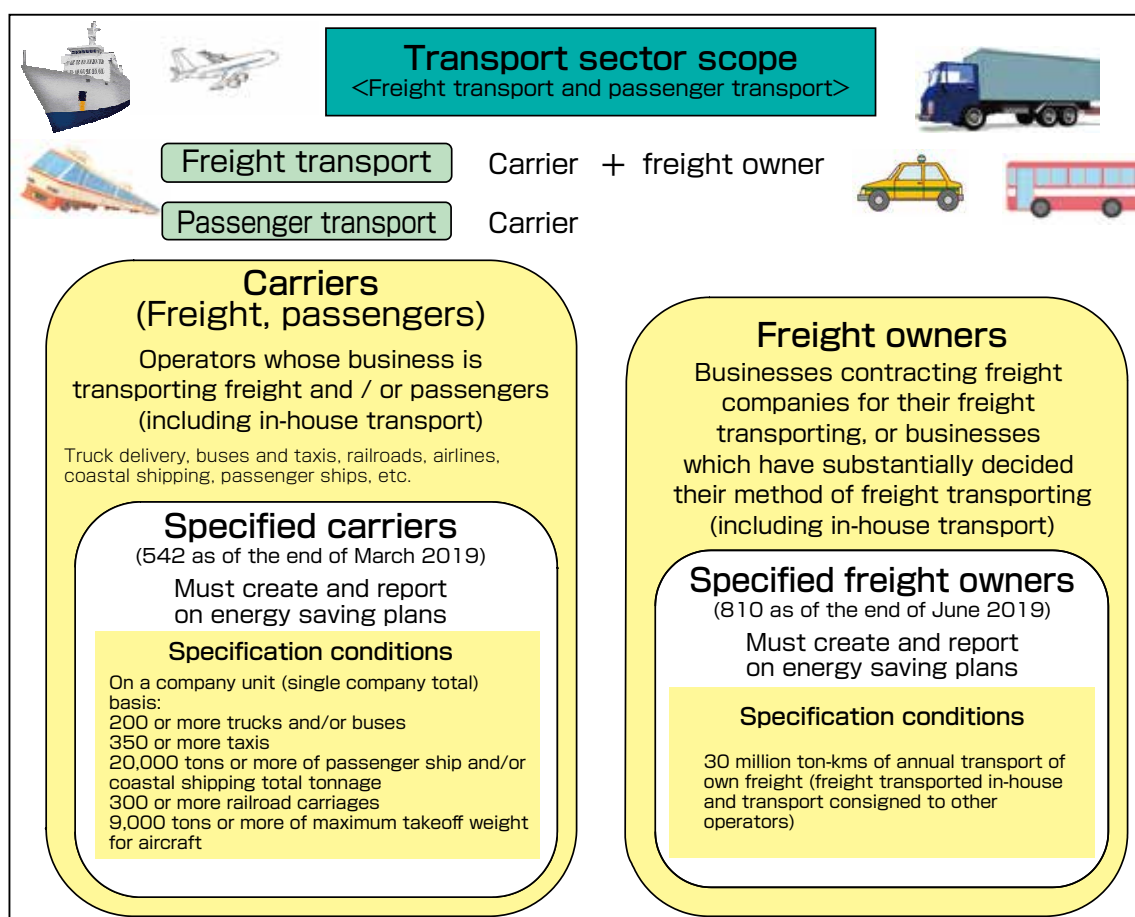 Transport sector scope
<Freight transport and passenger transport>
Freight transport Carrier + freight owner
Passenger transport Carrier
Carriers
(Freight, passengers)
Operators whose business is
transporting freight and / or passengers
(including in-house transport)
Truck delivery, buses and taxis, railroads, airlines,
coastal shipping, passenger ships, etc.
Specified carriers
(542 as of the end of March 2019)
Must create and report
on energy saving plans
Specification conditions
On a company unit (single company total)
basis:
200 or more trucks and/or buses
350 or more taxis
20,000 tons or more of passenger ship and/or
coastal shipping total tonnage
300 or more railroad carriages
9,000 tons or more of maximum takeoff weight
for aircraft
Freight owners
Businesses contracting freight
companies for their freight
transporting, or businesses
which have substantially decided
their method of freight transporting
(including in-house transport)
Specified freight owners
(810 as of the end of June 2019)
Must create and report
on energy saving plans
Specification conditions
30 million ton-kms of annual transport of
own freight (freight transported in-house
and transport consigned to other
operators)